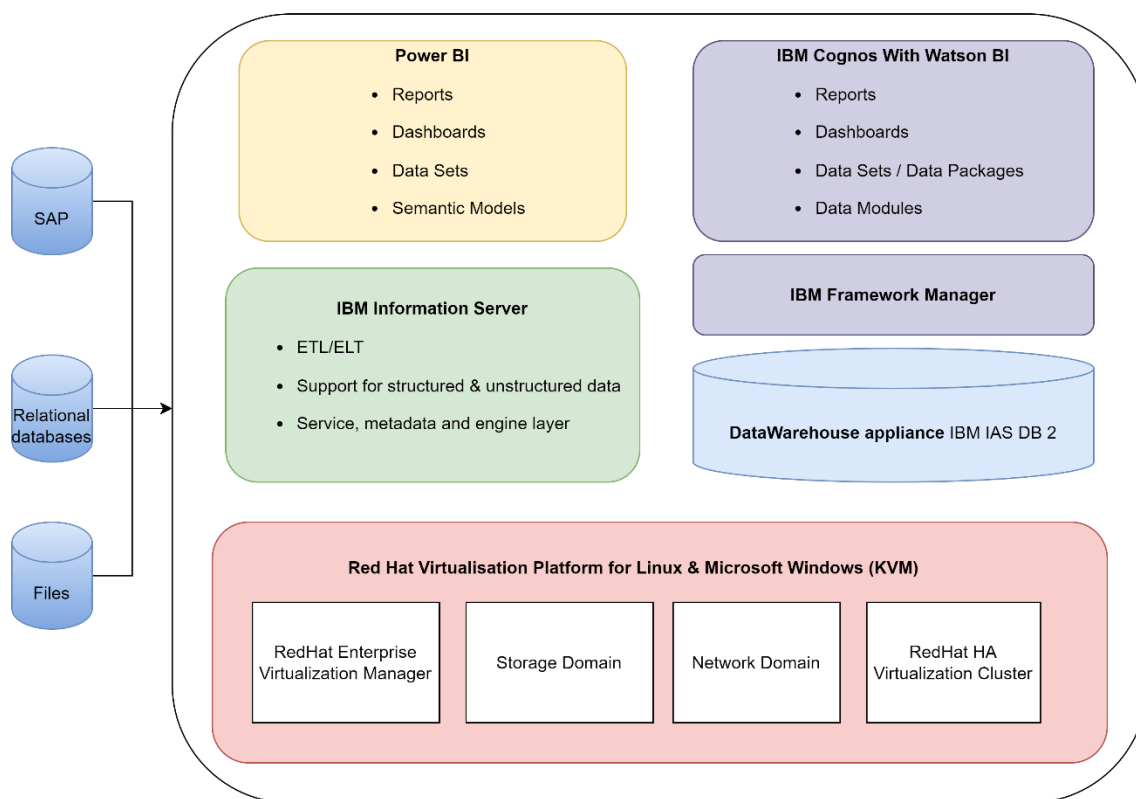 SAP
Relational
databases
Files
Power BI
• Reports
• Dashboards
• Data Sets
• Semantic Models
IBM Cognos With Watson BI
• Reports
• Dashboards
• Data Sets / Data Packages
• Data Modules
IBM Information Server
• ETL/ELT
• Support for structured & unstructured data
• Service, metadata and engine layer
IBM Framework Manager
DataWarehouse appliance IBM IAS DB 2
Red Hat Virtualisation Platform for Linux & Microsoft Windows (KVM)
RedHat Enterprise
Virtualization Manager
Storage Domain
Network Domain
RedHat HA
Virtualization Cluster